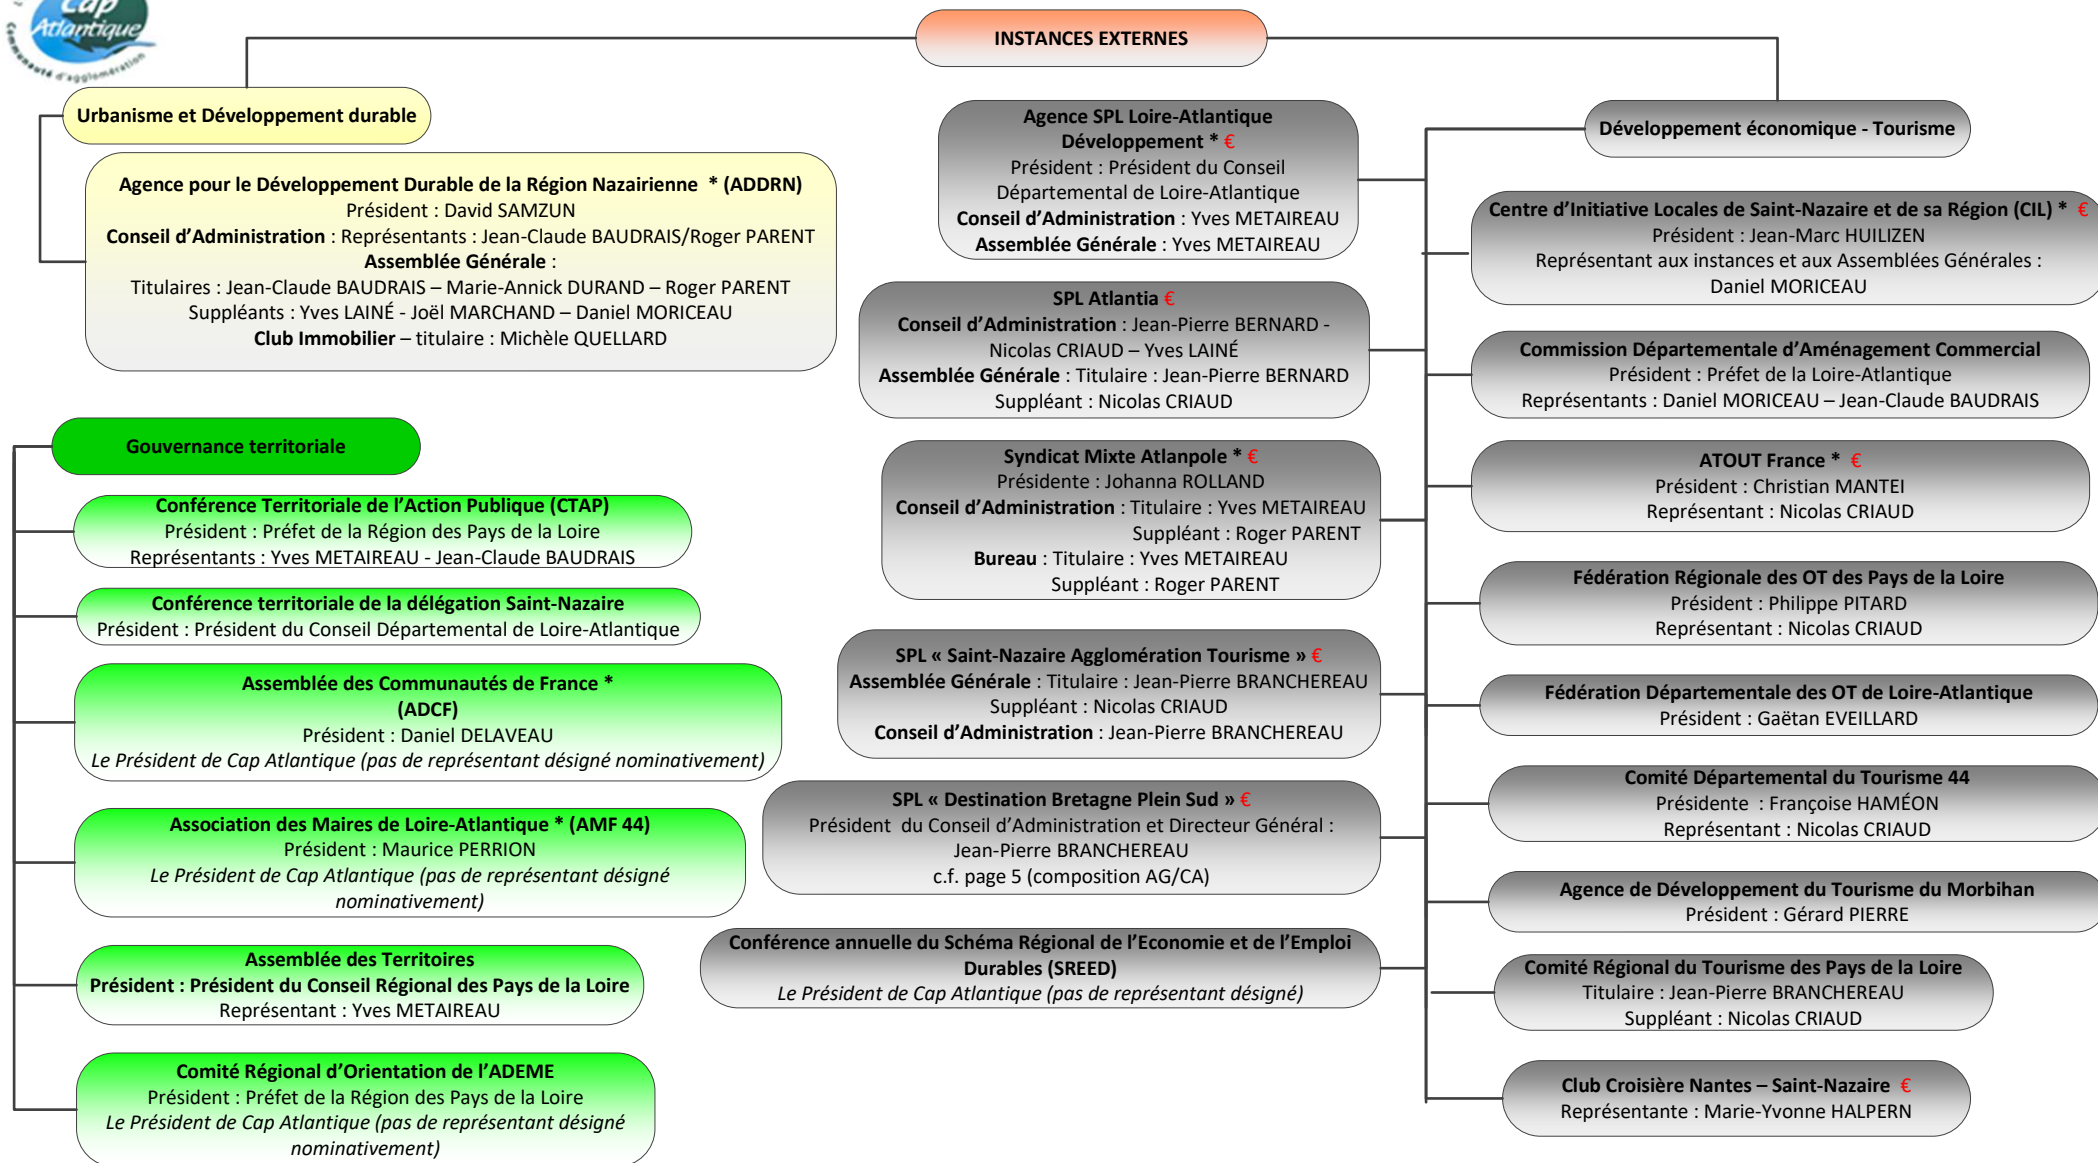 Cap
Atlantique
Communauté d'agglomération
INSTANCES EXTERNES
Urbanisme et Développement durable
Agence pour le Développement Durable de la Région Nazairienne * (ADDRN)
Président : David SAMZUN
Conseil d'Administration : Représentants : Jean-Claude BAUDRAIS/Roger PARENT
Assemblée Générale :
Titulaires : Jean-Claude BAUDRAIS – Marie-Annick DURAND – Roger PARENT
Suppléants : Yves LAINÉ - Joël MARCHAND – Daniel MORICEAU
Club Immobilier – titulaire : Michèle QUELLARD
Gouvernance territoriale
Conférence Territoriale de l'Action Publique (CTAP)
Président : Préfet de la Région des Pays de la Loire
Représentants : Yves METAIREAU - Jean-Claude BAUDRAIS
Conférence territoriale de la délégation Saint-Nazaire
Président : Président du Conseil Départemental de Loire-Atlantique
Assemblée des Communautés de France *
(ADCF)
Président : Daniel DELAVEAU
Le Président de Cap Atlantique (pas de représentant désigné nominativement)
Association des Maires de Loire-Atlantique * (AMF 44)
Président : Maurice PERRION
Le Président de Cap Atlantique (pas de représentant désigné
nominativement)
Assemblée des Territoires
Président : Président du Conseil Régional des Pays de la Loire
Représentant : Yves METAIREAU
Comité Régional d'Orientation de l'ADEME
Président : Préfet de la Région des Pays de la Loire
Le Président de Cap Atlantique (pas de représentant désigné
nominativement)
Agence SPL Loire-Atlantique
Développement * €
Président : Président du Conseil
Départemental de Loire-Atlantique
Conseil d'Administration : Yves METAIREAU
Assemblée Générale : Yves METAIREAU
SPL Atlantia €
Conseil d'Administration : Jean-Pierre BERNARD -
Nicolas CRIAUD – Yves LAINÉ
Assemblée Générale : Titulaire : Jean-Pierre BERNARD
Suppléant : Nicolas CRIAUD
Syndicat Mixte Atlanpole * €
Présidente : Johanna ROLLAND
Conseil d'Administration : Titulaire : Yves METAIREAU
Suppléant : Roger PARENT
Bureau : Titulaire : Yves METAIREAU
Suppléant : Roger PARENT
SPL « Saint-Nazaire Agglomération Tourisme » €
Assemblée Générale : Titulaire : Jean-Pierre BRANCHEREAU
Suppléant : Nicolas CRIAUD
Conseil d'Administration : Jean-Pierre BRANCHEREAU
SPL « Destination Bretagne Plein Sud » €
Président du Conseil d'Administration et Directeur Général :
Jean-Pierre BRANCHEREAU
c.f. page 5 (composition AG/CA)
Conférence annuelle du Schéma Régional de l'Economie et de l'Emploi
Durables (SREED)
Le Président de Cap Atlantique (pas de représentant désigné)
Développement économique - Tourisme
Centre d'Initiative Locales de Saint-Nazaire et de sa Région (CIL) * €
Président : Jean-Marc HUILIZEN
Représentant aux instances et aux Assemblées Générales :
Daniel MORICEAU
Commission Départementale d'Aménagement Commercial
Président : Préfet de la Loire-Atlantique
Représentants : Daniel MORICEAU – Jean-Claude BAUDRAIS
ATOUT France * €
Président : Christian MANTEI
Représentant : Nicolas CRIAUD
Fédération Régionale des OT des Pays de la Loire
Président : Philippe PITARD
Représentant : Nicolas CRIAUD
Fédération Départementale des OT de Loire-Atlantique
Président : Gaëtan EVEILLARD
Comité Départemental du Tourisme 44
Présidente : Françoise HAMÉON
Représentant : Nicolas CRIAUD
Agence de Développement du Tourisme du Morbihan
Président : Gérard PIERRE
Comité Régional du Tourisme des Pays de la Loire
Titulaire : Jean-Pierre BRANCHEREAU
Suppléant : Nicolas CRIAUD
Club Croisière Nantes – Saint-Nazaire €
Représentante : Marie-Yvonne HALPERN